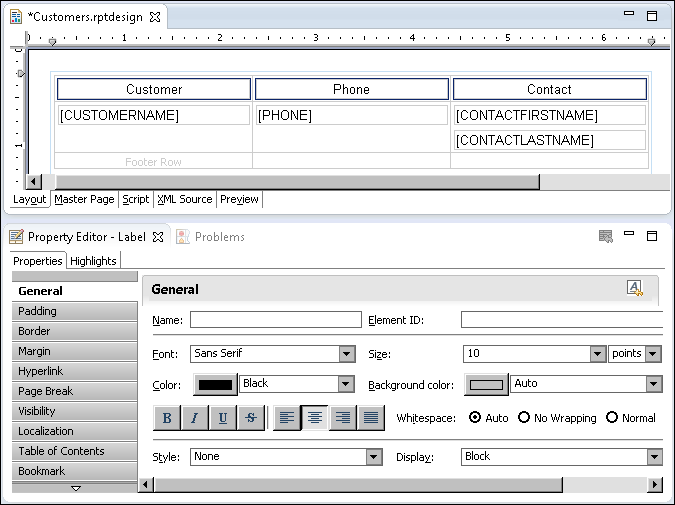 *Customers.rptdesign
0 1 2 3 4 5 6
0
Customer Phone Contact
[CUSTOMERNAME] [PHONE] [CONTACTFIRSTNAME]
[CONTACTLASTNAME]
1
Footer Row
Layout Master Page Script XML Source Preview
Property Editor - Label Problems
Properties Highlights
General
General
Padding
Name: Element ID:
Border
Margin
Font: Sans Serif Size: 10 points
Hyperlink
Color: Black Background color: Auto
Page Break
Visibility
B I U S Whitespace: Auto No Wrapping Normal
Localization
Table of Contents
Style: None Display: Block
Bookmark